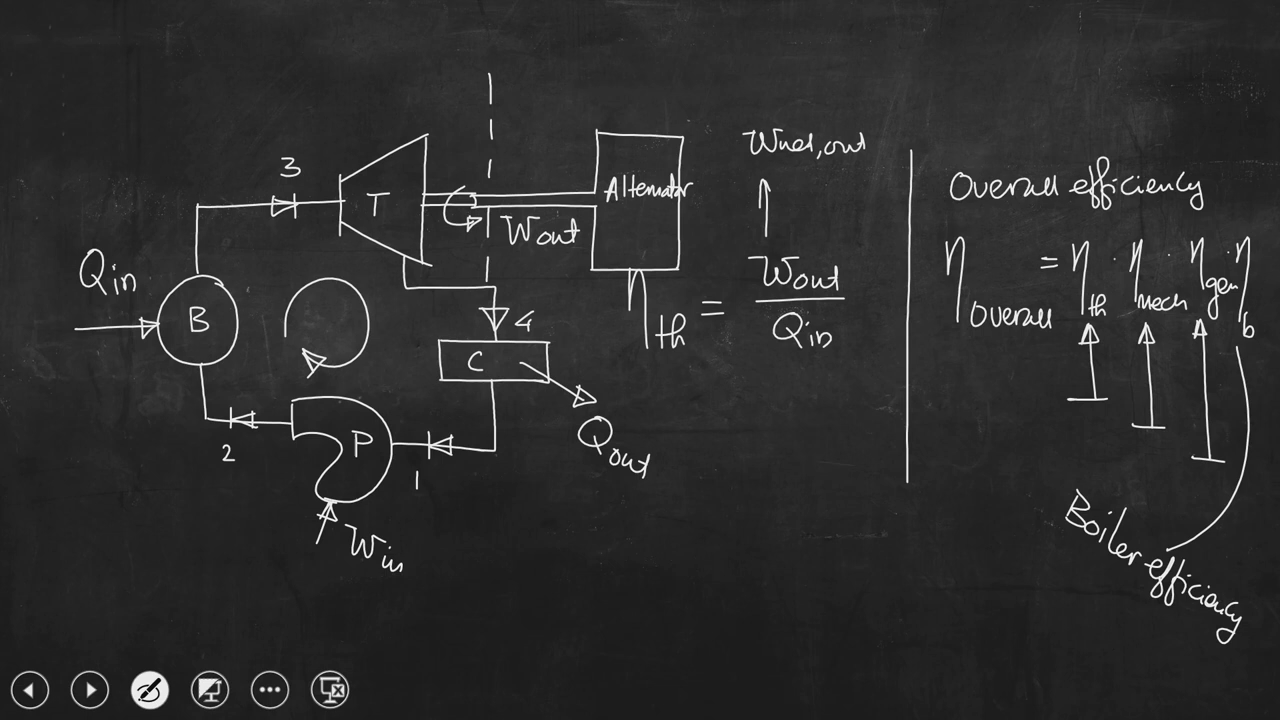 3
T
Alternator
Wout
Qin
B
4
C
Qout
P
2
1
Win
Wnet,out
ηth = Wout / Qin
Overall efficiency
ηoverall = ηth · ηmech · ηgen · ηb
Boiler efficiency